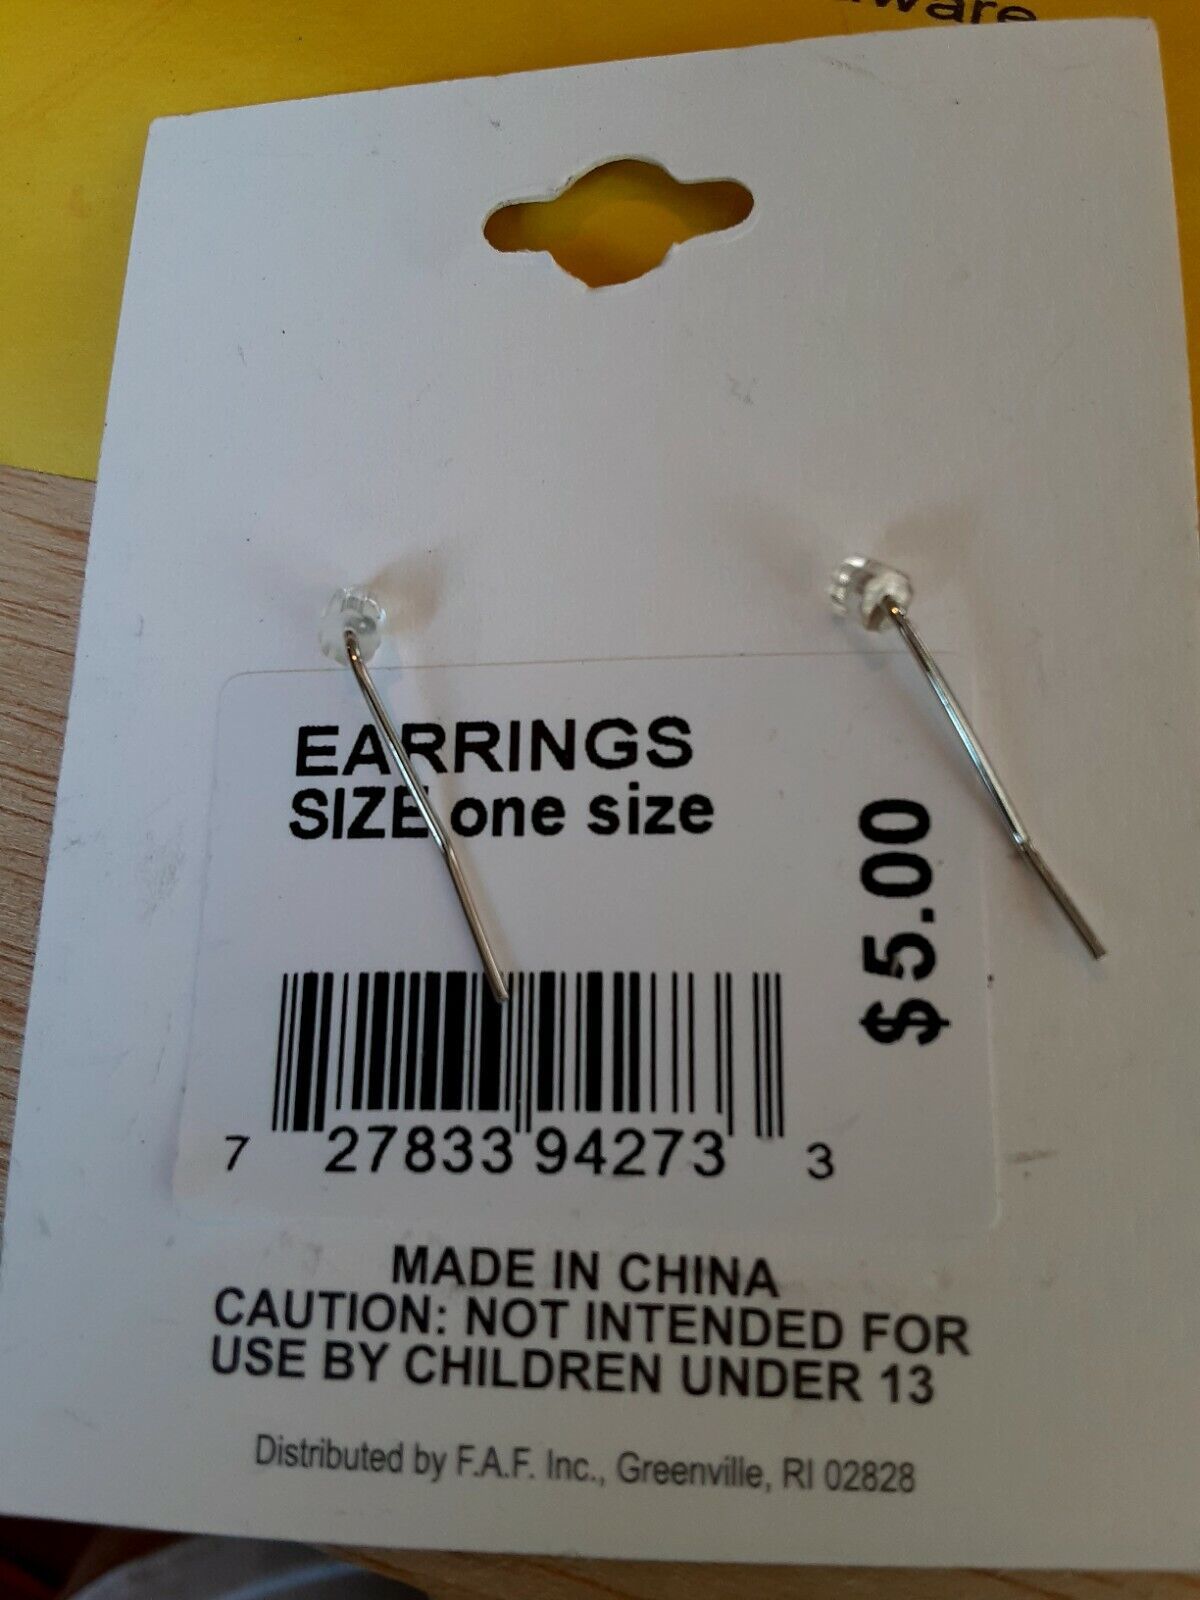 EARRINGS
SIZE one size
$5.00
7 27833 94273 3
MADE IN CHINA
CAUTION: NOT INTENDED FOR
USE BY CHILDREN UNDER 13
Distributed by F.A.F. Inc., Greenville, RI 02828